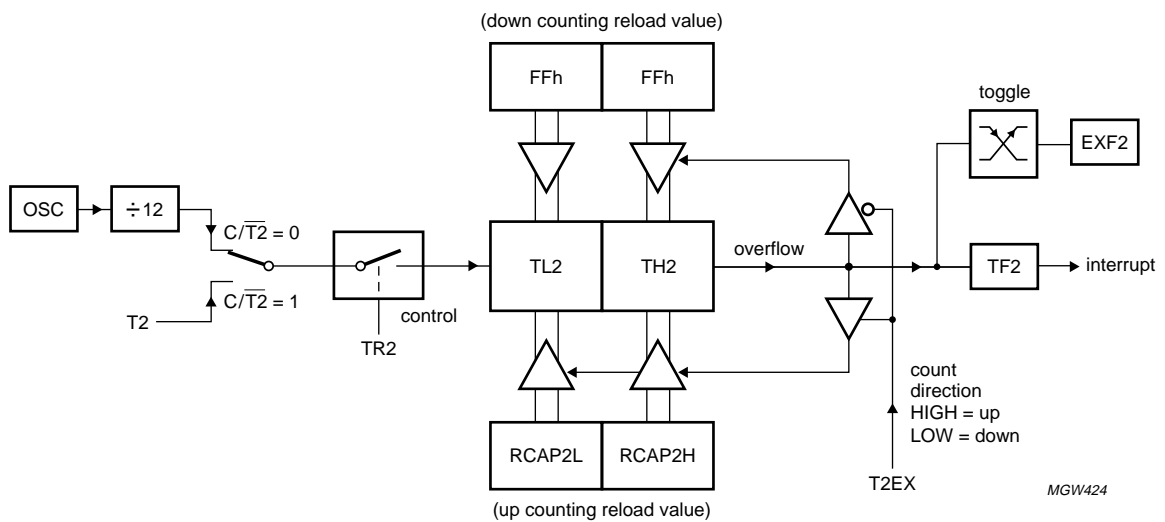 (down counting reload value)
FFh
FFh
toggle
EXF2
OSC
÷12
C/T2̅ = 0
TL2
TH2
overflow
TF2
interrupt
C/T2̅ = 1
T2
control
TR2
count
direction
HIGH = up
LOW = down
RCAP2L
RCAP2H
T2EX
MGW424
(up counting reload value)